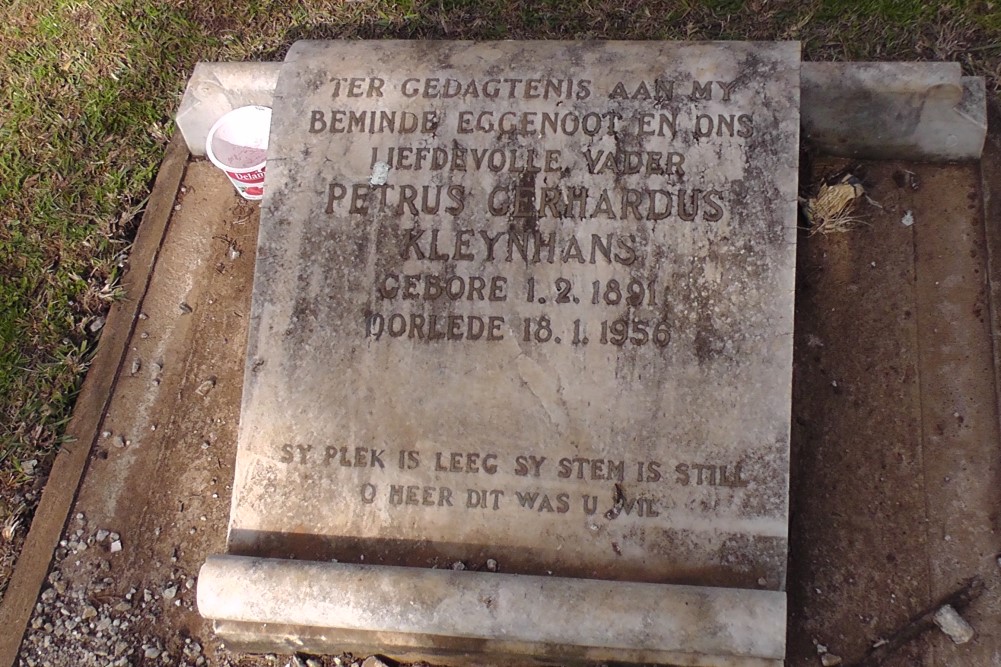 TER GEDAGTENIS AAN MY
BEMINDE EGGENOOT EN ONS
LIEFDEVOLLE VADER
PETRUS GERHARDUS
KLEYNHANS
GEBORE 1.2.1891
OORLEDE 18.1.1956
SY PLEK IS LEEG SY STEM IS STILL
O HEER DIT WAS U WIL